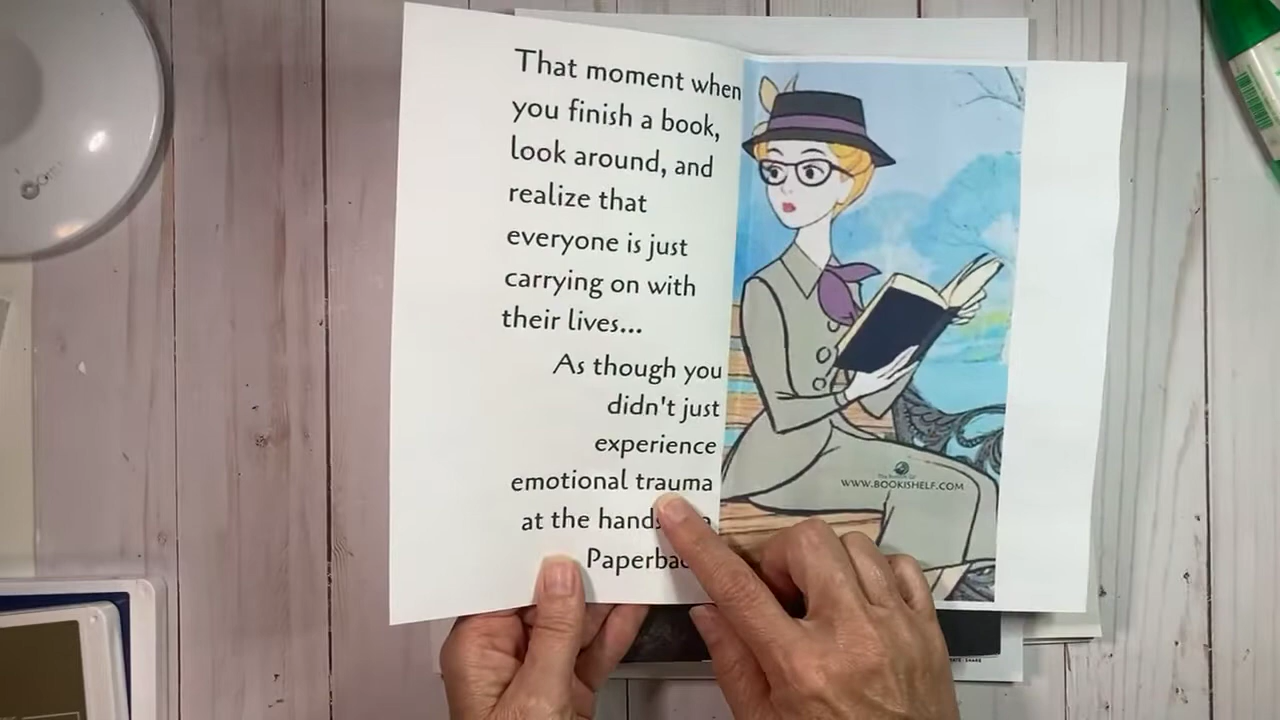 That moment when
you finish a book,
look around, and
realize that
everyone is just
carrying on with
their lives...
As though you
didn't just
experience
emotional trauma
at the hands
WWW.BOOKISHELF.COM